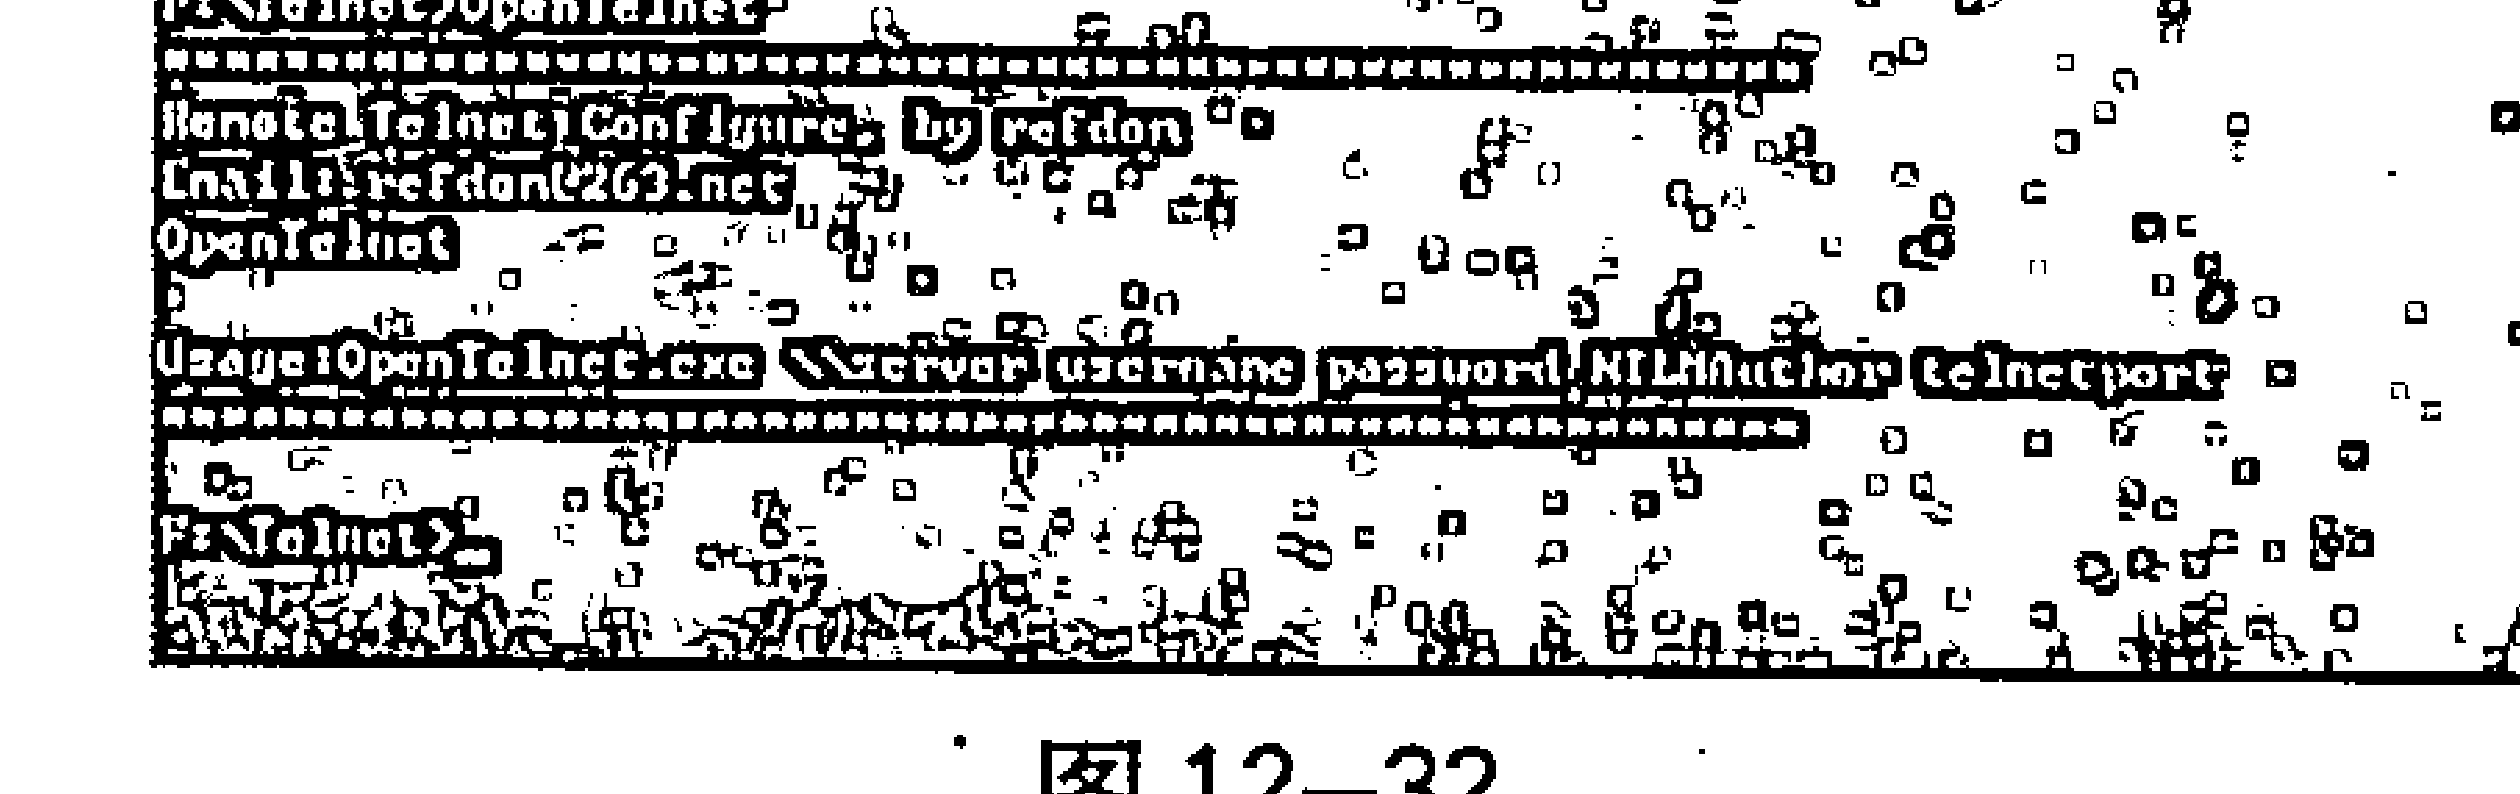 F:\Telnet>OpenTelnet
*******************************************************
Remote Telnet Configure, by refdom
Email: refdom@263.net
OpenTelnet
Usage:OpenTelnet.exe \\server username password NTLMAuthor telnetport
*******************************************************
F:\Telnet>_
图 12—32